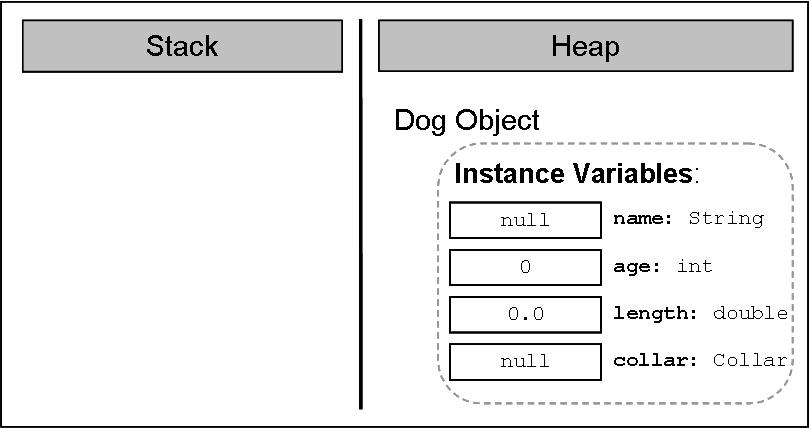 Stack
Heap
Dog Object
Instance Variables:
null name: String
0 age: int
0.0 length: double
null collar: Collar